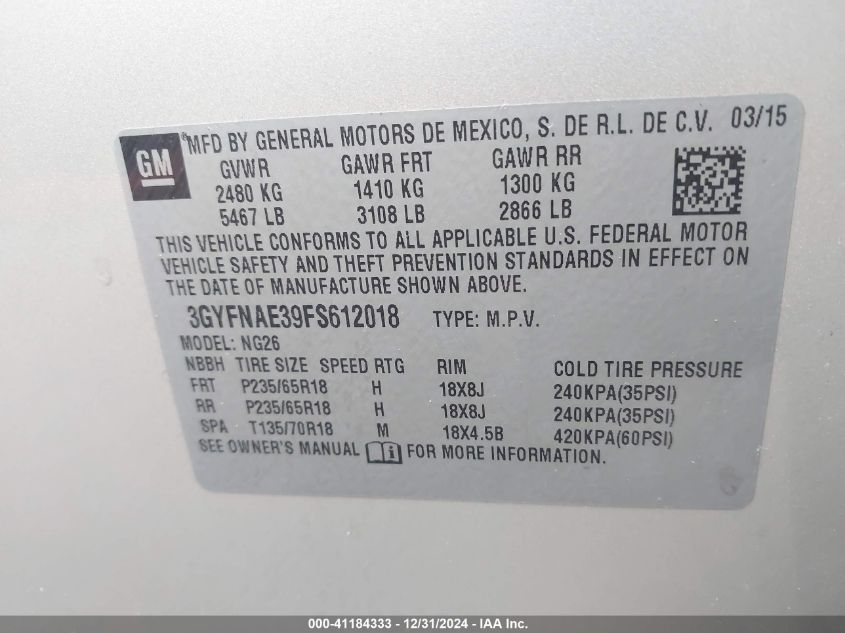 GM
®MFD BY GENERAL MOTORS DE MEXICO, S. DE R.L. DE C.V. 03/15
GVWR GAWR FRT GAWR RR
2480 KG 1410 KG 1300 KG
5467 LB 3108 LB 2866 LB
THIS VEHICLE CONFORMS TO ALL APPLICABLE U.S. FEDERAL MOTOR
VEHICLE SAFETY AND THEFT PREVENTION STANDARDS IN EFFECT ON
THE DATE OF MANUFACTURE SHOWN ABOVE.
3GYFNAE39FS612018 TYPE: M.P.V.
MODEL: NG26
NBBH TIRE SIZE SPEED RTG RIM COLD TIRE PRESSURE
FRT P235/65R18 H 18X8J 240KPA(35PSI)
RR P235/65R18 H 18X8J 240KPA(35PSI)
SPA T135/70R18 M 18X4.5B 420KPA(60PSI)
SEE OWNER'S MANUAL FOR MORE INFORMATION.
000-41184333 - 12/31/2024 - IAA Inc.